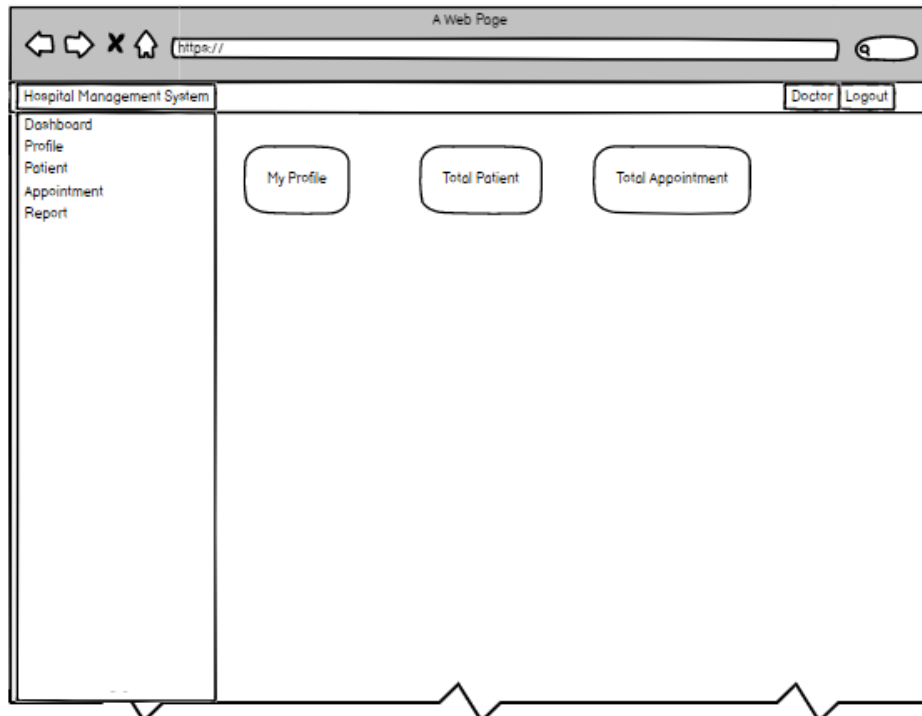 A Web Page
https://
Hospital Management System
Doctor
Logout
Dashboard
Profile
Patient
Appointment
Report
My Profile
Total Patient
Total Appointment